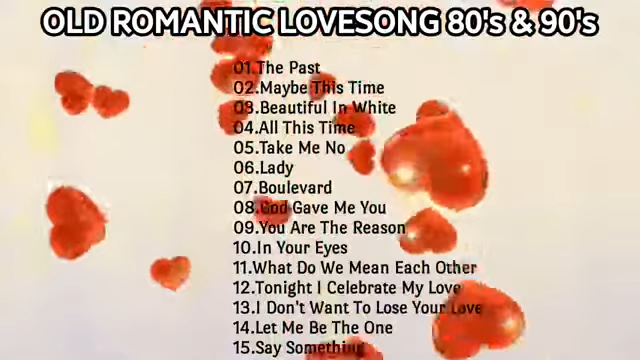 OLD ROMANTIC LOVESONG 80's & 90's
01.The Past
02.Maybe This Time
03.Beautiful In White
04.All This Time
05.Take Me No
06.Lady
07.Boulevard
08.God Gave Me You
09.You Are The Reason
10.In Your Eyes
11.What Do We Mean Each Other
12.Tonight I Celebrate My Love
13.I Don't Want To Lose Your Love
14.Let Me Be The One
15.Say Something